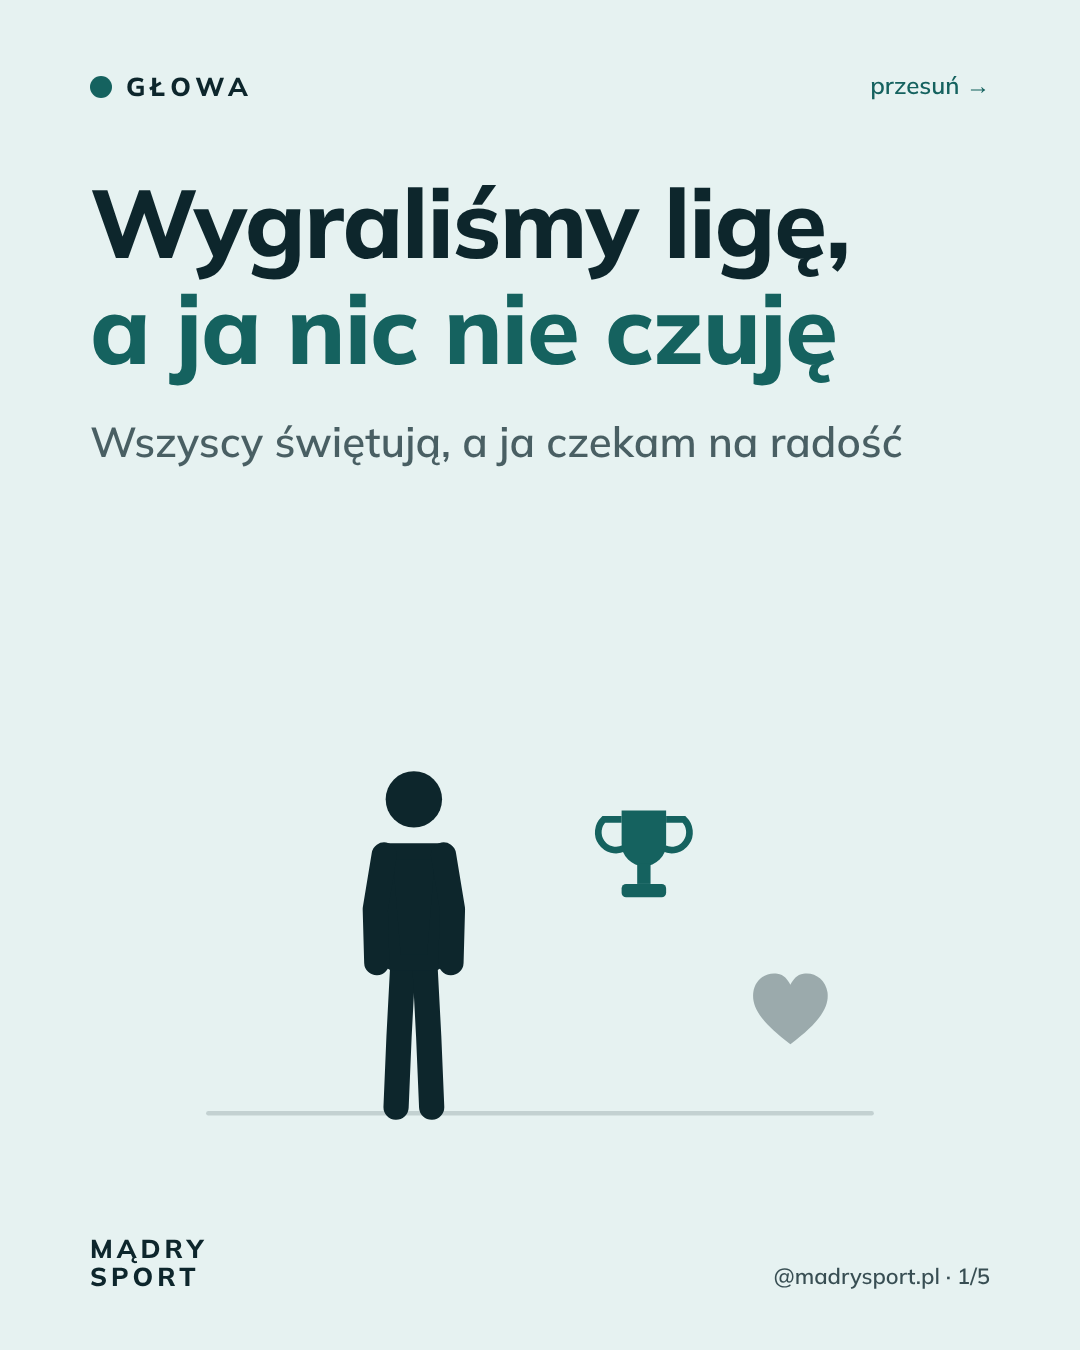 GŁOWA
przesuń →
Wygraliśmy ligę,
a ja nic nie czuję
Wszyscy świętują, a ja czekam na radość
MĄDRY
SPORT
@madrysport.pl · 1/5